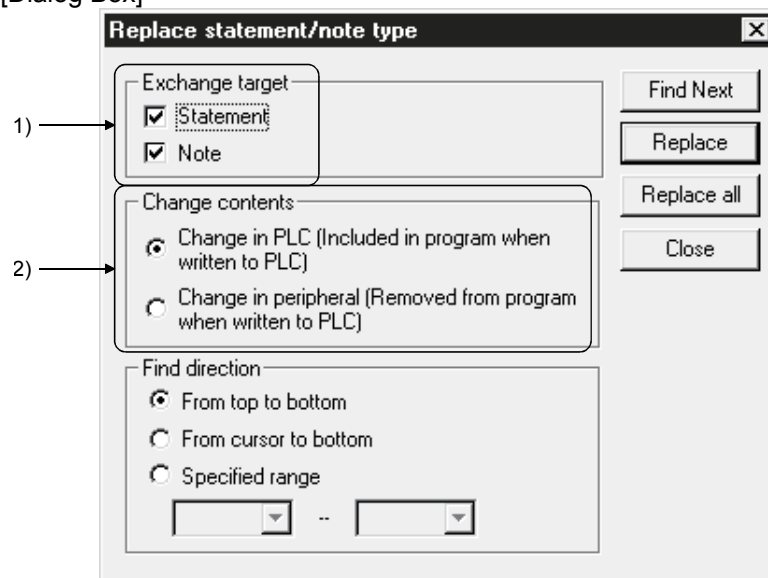 [Dialog Box]
Replace statement/note type
Exchange target
Find Next
1)
Statement
Note
Replace
Replace all
Change contents
2)
Change in PLC (Included in program when
written to PLC)
Close
Change in peripheral (Removed from program
when written to PLC)
Find direction
From top to bottom
From cursor to bottom
Specified range
--